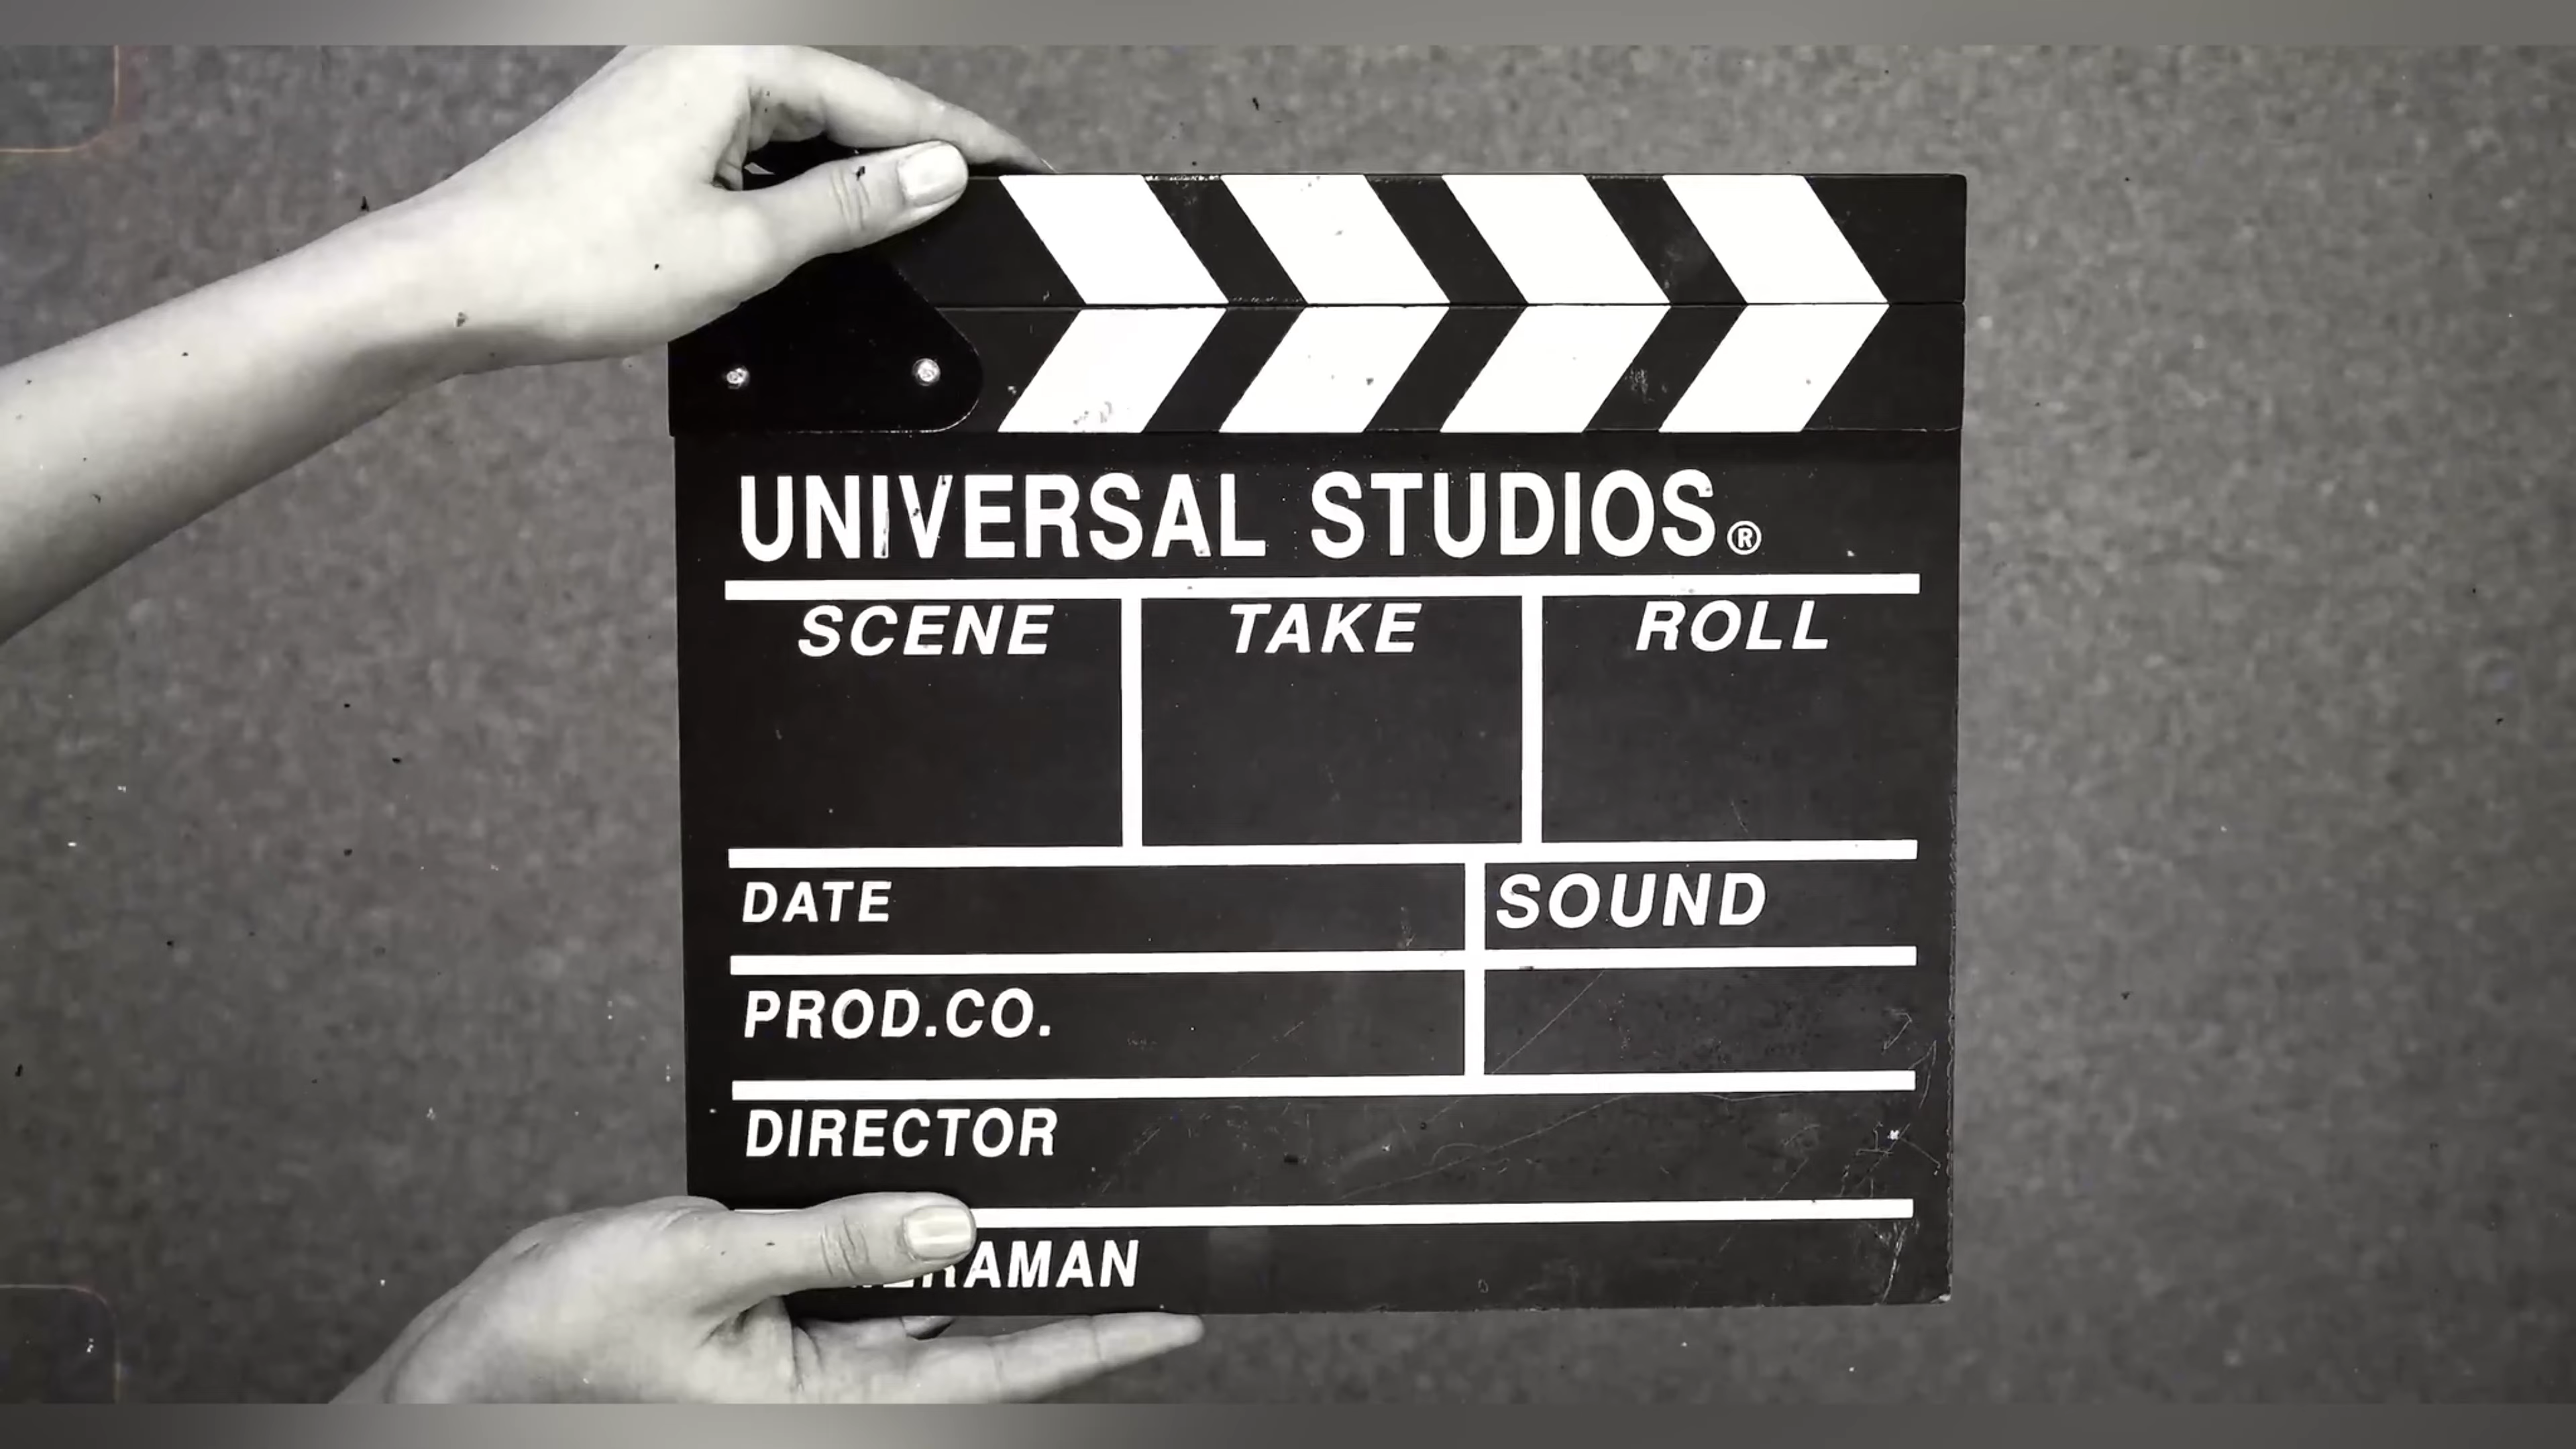 UNIVERSAL STUDIOS®
SCENE TAKE ROLL
DATE SOUND
PROD.CO.
DIRECTOR